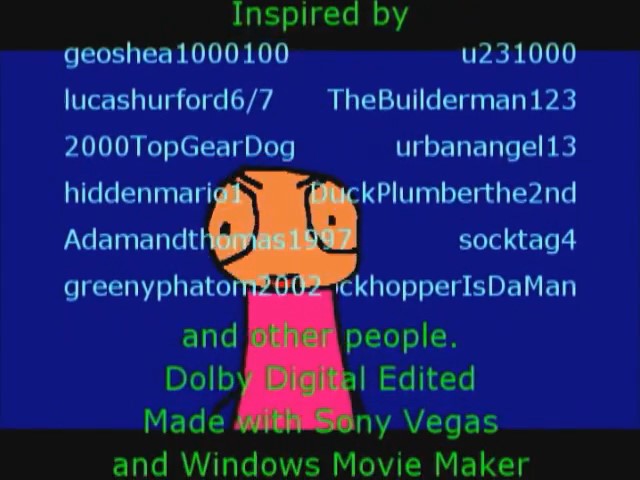 Inspired by
geoshea1000100 u231000
lucashurford6/7 TheBuilderman123
2000TopGearDog urbanangel13
hiddenmario1 DuckPlumberthe2nd
Adamandthomas1997 socktag4
greenyphatom2002 ckhopperIsDaMan
and other people.
Dolby Digital Edited
Made with Sony Vegas
and Windows Movie Maker